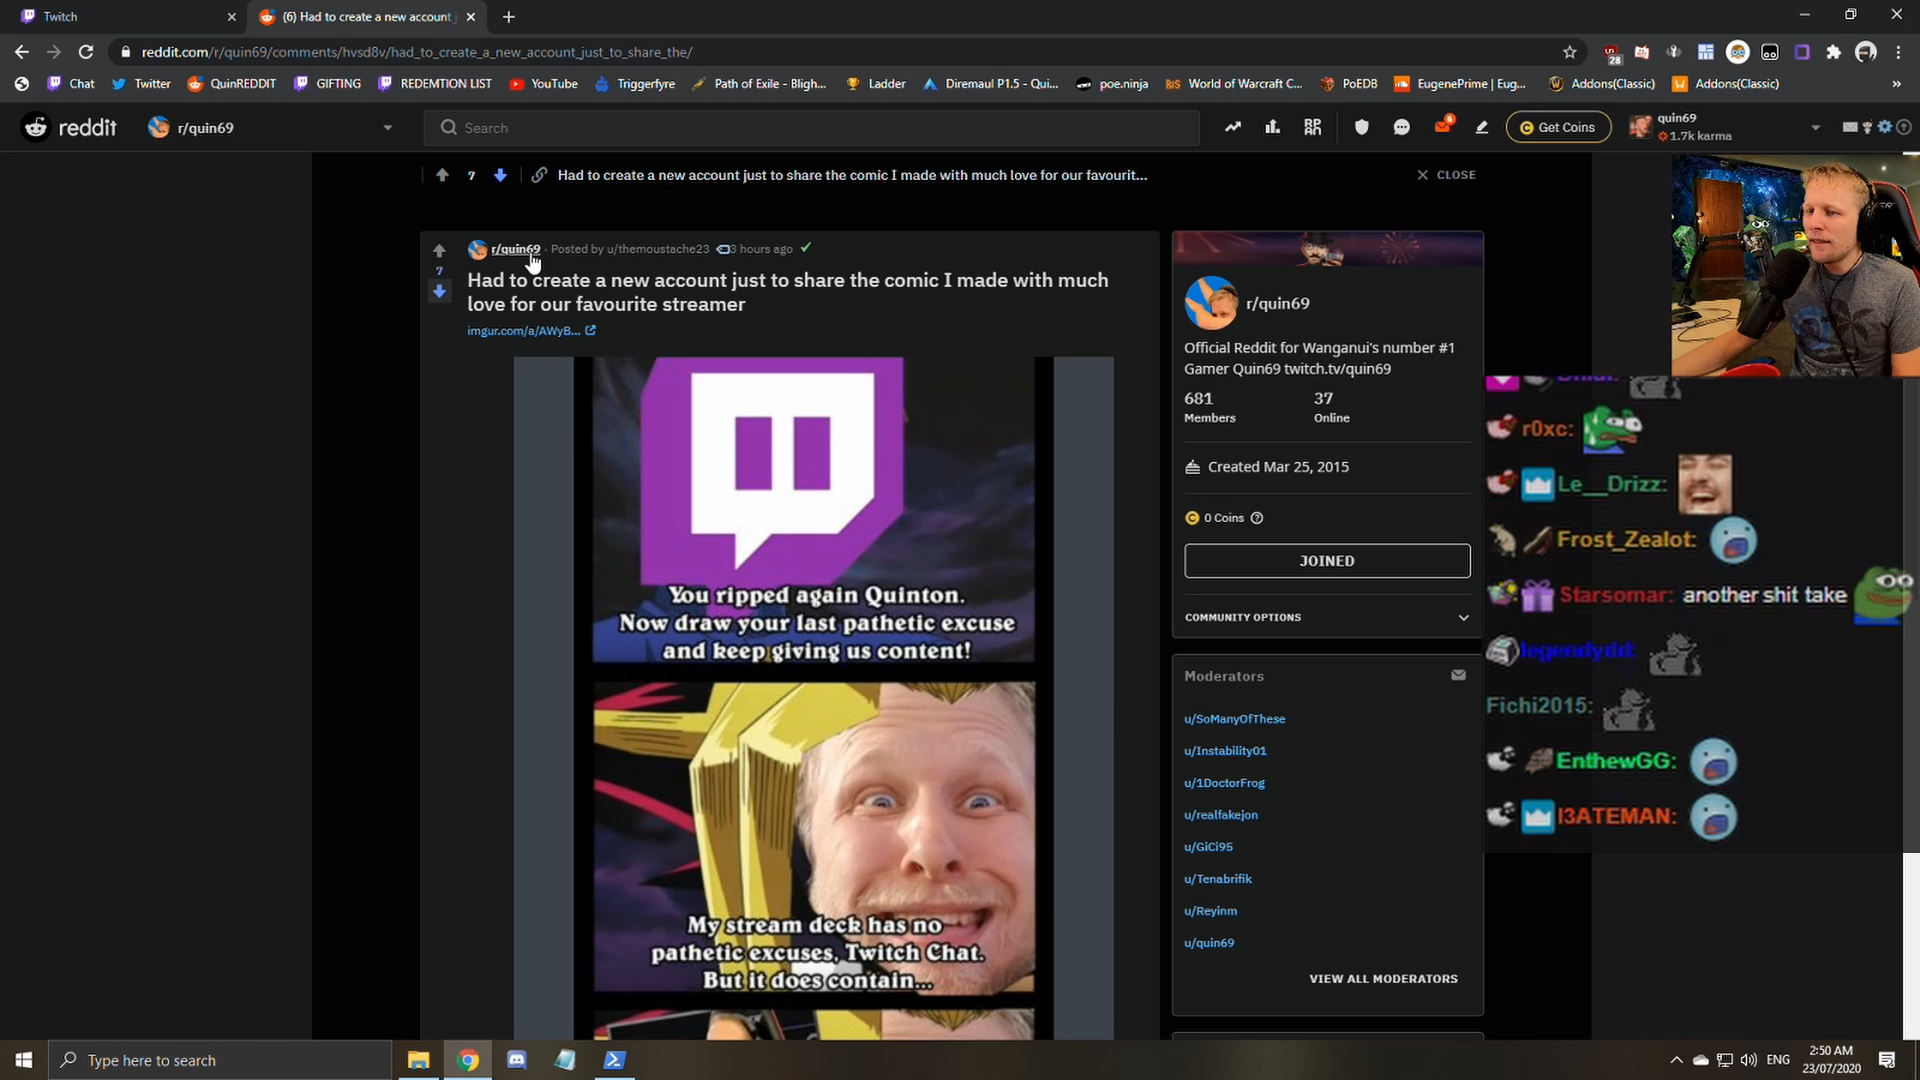 Twitch
(6) Had to create a new account j
reddit.com/r/quin69/comments/hvsd8v/had_to_create_a_new_account_just_to_share_the/
28
Chat
Twitter
QuinREDDIT
GIFTING
REDEMTION LIST
YouTube
Triggerfyre
Path of Exile - Bligh...
Ladder
Diremaul P1.5 - Qui...
poe.ninja
World of Warcraft C...
PoEDB
EugenePrime | Eug...
Addons(Classic)
Addons(Classic)
reddit
r/quin69
Search
6
Get Coins
quin69
1.7k karma
7
Had to create a new account just to share the comic I made with much love for our favourit...
CLOSE
r/quin69 · Posted by u/themoustache23 3 hours ago
7
Had to create a new account just to share the comic I made with much
love for our favourite streamer
imgur.com/a/AWyB...
You ripped again Quinton.
Now draw your last pathetic excuse
and keep giving us content!
My stream deck has no
pathetic excuses, Twitch Chat.
But it does contain...
r/quin69
Official Reddit for Wanganui's number #1
Gamer Quin69 twitch.tv/quin69
681
37
Members
Online
Created Mar 25, 2015
0 Coins
JOINED
COMMUNITY OPTIONS
Moderators
u/SoManyOfThese
u/Instability01
u/1DoctorFrog
u/realfakejon
u/GiCi95
u/Tenabrifik
u/Reyinm
u/quin69
VIEW ALL MODERATORS
r0xc:
Le__Drizz:
Frost_Zealot:
Starsomar: another shit take
legendydd:
Fichi2015:
EnthewGG:
I3ATEMAN:
Type here to search
ENG
2:50 AM
23/07/2020